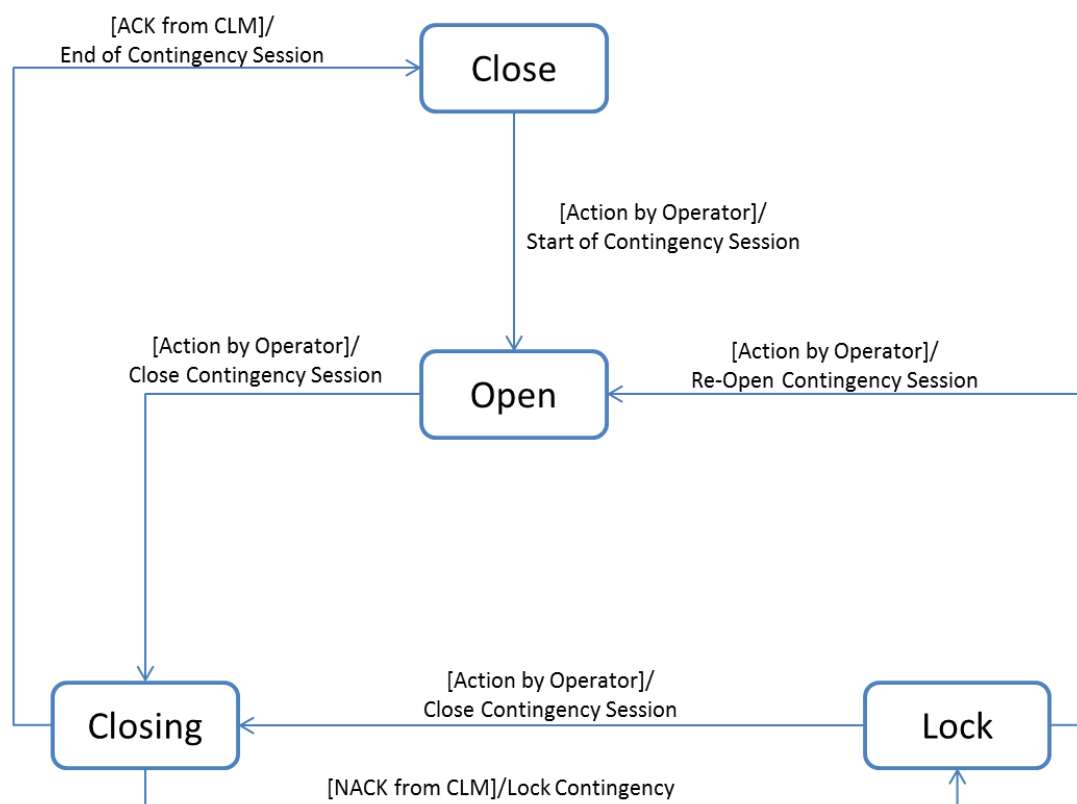 [ACK from CLM]/
End of Contingency Session
Close
[Action by Operator]/
Start of Contingency Session
[Action by Operator]/
Close Contingency Session
Open
[Action by Operator]/
Re-Open Contingency Session
Closing
[Action by Operator]/
Close Contingency Session
Lock
[NACK from CLM]/Lock Contingency